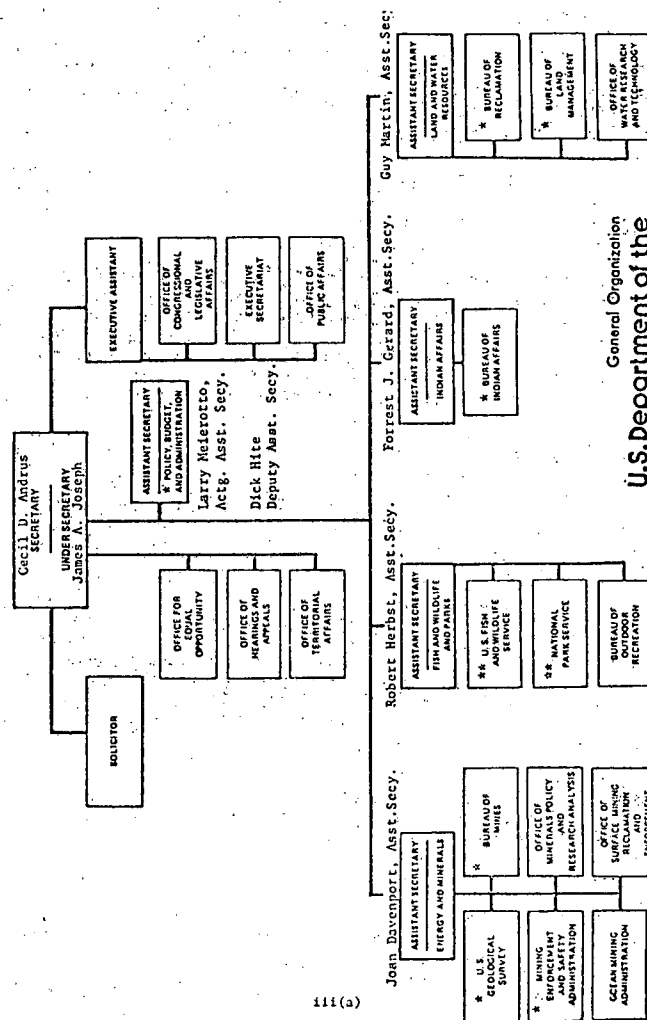 Cecil D. Andrus
SECRETARY
UNDER SECRETARY
James A. Joseph
SOLICITOR
EXECUTIVE ASSISTANT
OFFICE OF
CONGRESSIONAL
AND
LEGISLATIVE
AFFAIRS
EXECUTIVE
SECRETARIAT
OFFICE OF
PUBLIC AFFAIRS
ASSISTANT SECRETARY
★ POLICY, BUDGET,
AND ADMINISTRATION
Larry Meierotto,
Actg. Asst. Secy.
Dick Hite
Deputy Asst. Secy.
OFFICE FOR
EQUAL
OPPORTUNITY
OFFICE OF
HEARINGS AND
APPEALS
OFFICE OF
TERRITORIAL
AFFAIRS
Joan Davenport, Asst.Secy.
ASSISTANT SECRETARY
ENERGY AND MINERALS
★ U.S.
GEOLOGICAL
SURVEY
★ BUREAU OF
MINES
★ MINING
ENFORCEMENT
AND SAFETY
ADMINISTRATION
OFFICE OF
MINERALS POLICY
AND
RESEARCH ANALYSIS
OCEAN MINING
ADMINISTRATION
OFFICE OF
SURFACE MINING
RECLAMATION
AND
ENFORCEMENT
Robert Herbst, Asst.Secy.
ASSISTANT SECRETARY
FISH AND WILDLIFE
AND PARKS
★★ U.S. FISH
AND WILDLIFE
SERVICE
★★ NATIONAL
PARK SERVICE
BUREAU OF
OUTDOOR
RECREATION
Forrest J. Gerard, Asst.Secy.
ASSISTANT SECRETARY
INDIAN AFFAIRS
★ BUREAU OF
INDIAN AFFAIRS
Guy Martin, Asst.Sec
ASSISTANT SECRETARY
LAND AND WATER
RESOURCES
★ BUREAU OF
RECLAMATION
★ BUREAU OF
LAND
MANAGEMENT
OFFICE OF
WATER RESEARCH
AND TECHNOLOGY
General Organization
U.S. Department of the
iii(a)